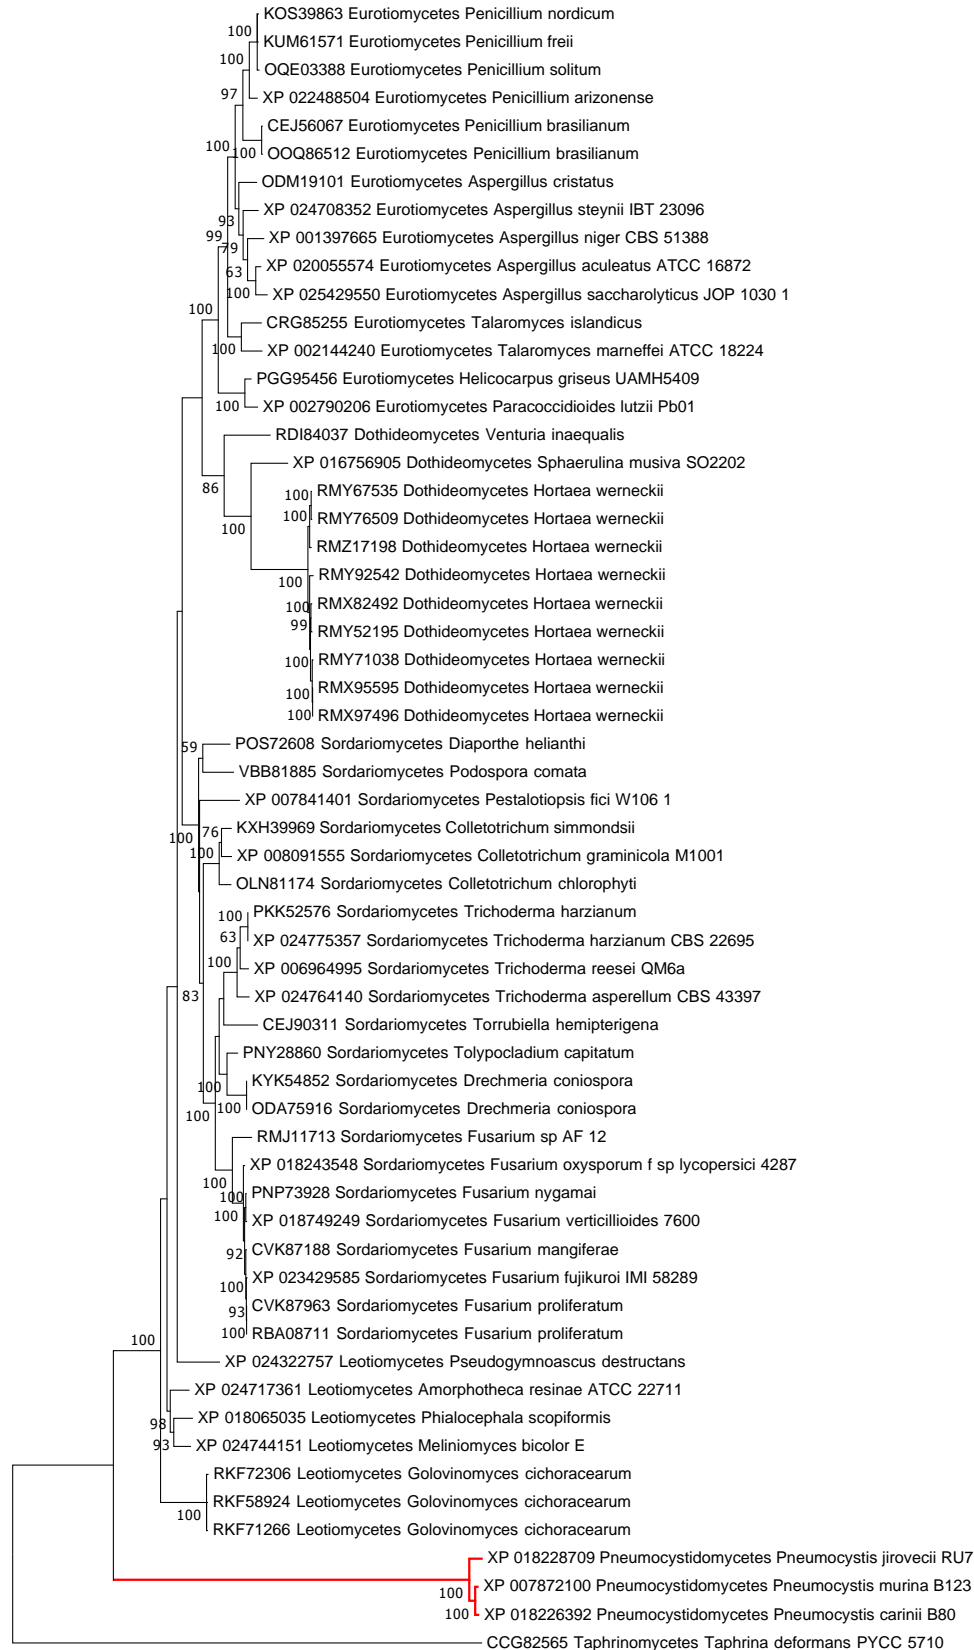 KOS39863 Eurotiomycetes Penicillium nordicum
100
KUM61571 Eurotiomycetes Penicillium freii
100
OQE03388 Eurotiomycetes Penicillium solitum
97
XP 022488504 Eurotiomycetes Penicillium arizonense
CEJ56067 Eurotiomycetes Penicillium brasilianum
100
100
OOQ86512 Eurotiomycetes Penicillium brasilianum
ODM19101 Eurotiomycetes Aspergillus cristatus
XP 024708352 Eurotiomycetes Aspergillus steynii IBT 23096
93
99
XP 001397665 Eurotiomycetes Aspergillus niger CBS 51388
79
XP 020055574 Eurotiomycetes Aspergillus aculeatus ATCC 16872
63
100
XP 025429550 Eurotiomycetes Aspergillus saccharolyticus JOP 1030 1
100
CRG85255 Eurotiomycetes Talaromyces islandicus
100
XP 002144240 Eurotiomycetes Talaromyces marneffei ATCC 18224
PGG95456 Eurotiomycetes Helicocarpus griseus UAMH5409
100
XP 002790206 Eurotiomycetes Paracoccidioides lutzii Pb01
RDI84037 Dothideomycetes Venturia inaequalis
XP 016756905 Dothideomycetes Sphaerulina musiva SO2202
86
100
RMY67535 Dothideomycetes Hortaea werneckii
100
RMY76509 Dothideomycetes Hortaea werneckii
100
RMZ17198 Dothideomycetes Hortaea werneckii
RMY92542 Dothideomycetes Hortaea werneckii
100
100
RMX82492 Dothideomycetes Hortaea werneckii
99
RMY52195 Dothideomycetes Hortaea werneckii
100
RMY71038 Dothideomycetes Hortaea werneckii
100
RMX95595 Dothideomycetes Hortaea werneckii
100
RMX97496 Dothideomycetes Hortaea werneckii
59
POS72608 Sordariomycetes Diaporthe helianthi
VBB81885 Sordariomycetes Podospora comata
XP 007841401 Sordariomycetes Pestalotiopsis fici W106 1
100
76
KXH39969 Sordariomycetes Colletotrichum simmondsii
100
XP 008091555 Sordariomycetes Colletotrichum graminicola M1001
OLN81174 Sordariomycetes Colletotrichum chlorophyti
100
PKK52576 Sordariomycetes Trichoderma harzianum
63
XP 024775357 Sordariomycetes Trichoderma harzianum CBS 22695
100
XP 006964995 Sordariomycetes Trichoderma reesei QM6a
83
XP 024764140 Sordariomycetes Trichoderma asperellum CBS 43397
CEJ90311 Sordariomycetes Torrubiella hemipterigena
PNY28860 Sordariomycetes Tolypocladium capitatum
100
KYK54852 Sordariomycetes Drechmeria coniospora
100
100
ODA75916 Sordariomycetes Drechmeria coniospora
RMJ11713 Sordariomycetes Fusarium sp AF 12
XP 018243548 Sordariomycetes Fusarium oxysporum f sp lycopersici 4287
100
100
PNP73928 Sordariomycetes Fusarium nygamai
100
XP 018749249 Sordariomycetes Fusarium verticillioides 7600
92
CVK87188 Sordariomycetes Fusarium mangiferae
100
XP 023429585 Sordariomycetes Fusarium fujikuroi IMI 58289
93
CVK87963 Sordariomycetes Fusarium proliferatum
100
RBA08711 Sordariomycetes Fusarium proliferatum
100
XP 024322757 Leotiomycetes Pseudogymnoascus destructans
XP 024717361 Leotiomycetes Amorphotheca resinae ATCC 22711
98
XP 018065035 Leotiomycetes Phialocephala scopiformis
93
XP 024744151 Leotiomycetes Meliniomyces bicolor E
RKF72306 Leotiomycetes Golovinomyces cichoracearum
100
RKF58924 Leotiomycetes Golovinomyces cichoracearum
RKF71266 Leotiomycetes Golovinomyces cichoracearum
XP 018228709 Pneumocystidomycetes Pneumocystis jirovecii RU7
100
XP 007872100 Pneumocystidomycetes Pneumocystis murina B123
100
XP 018226392 Pneumocystidomycetes Pneumocystis carinii B80
CCG82565 Taphrinomycetes Taphrina deformans PYCC 5710